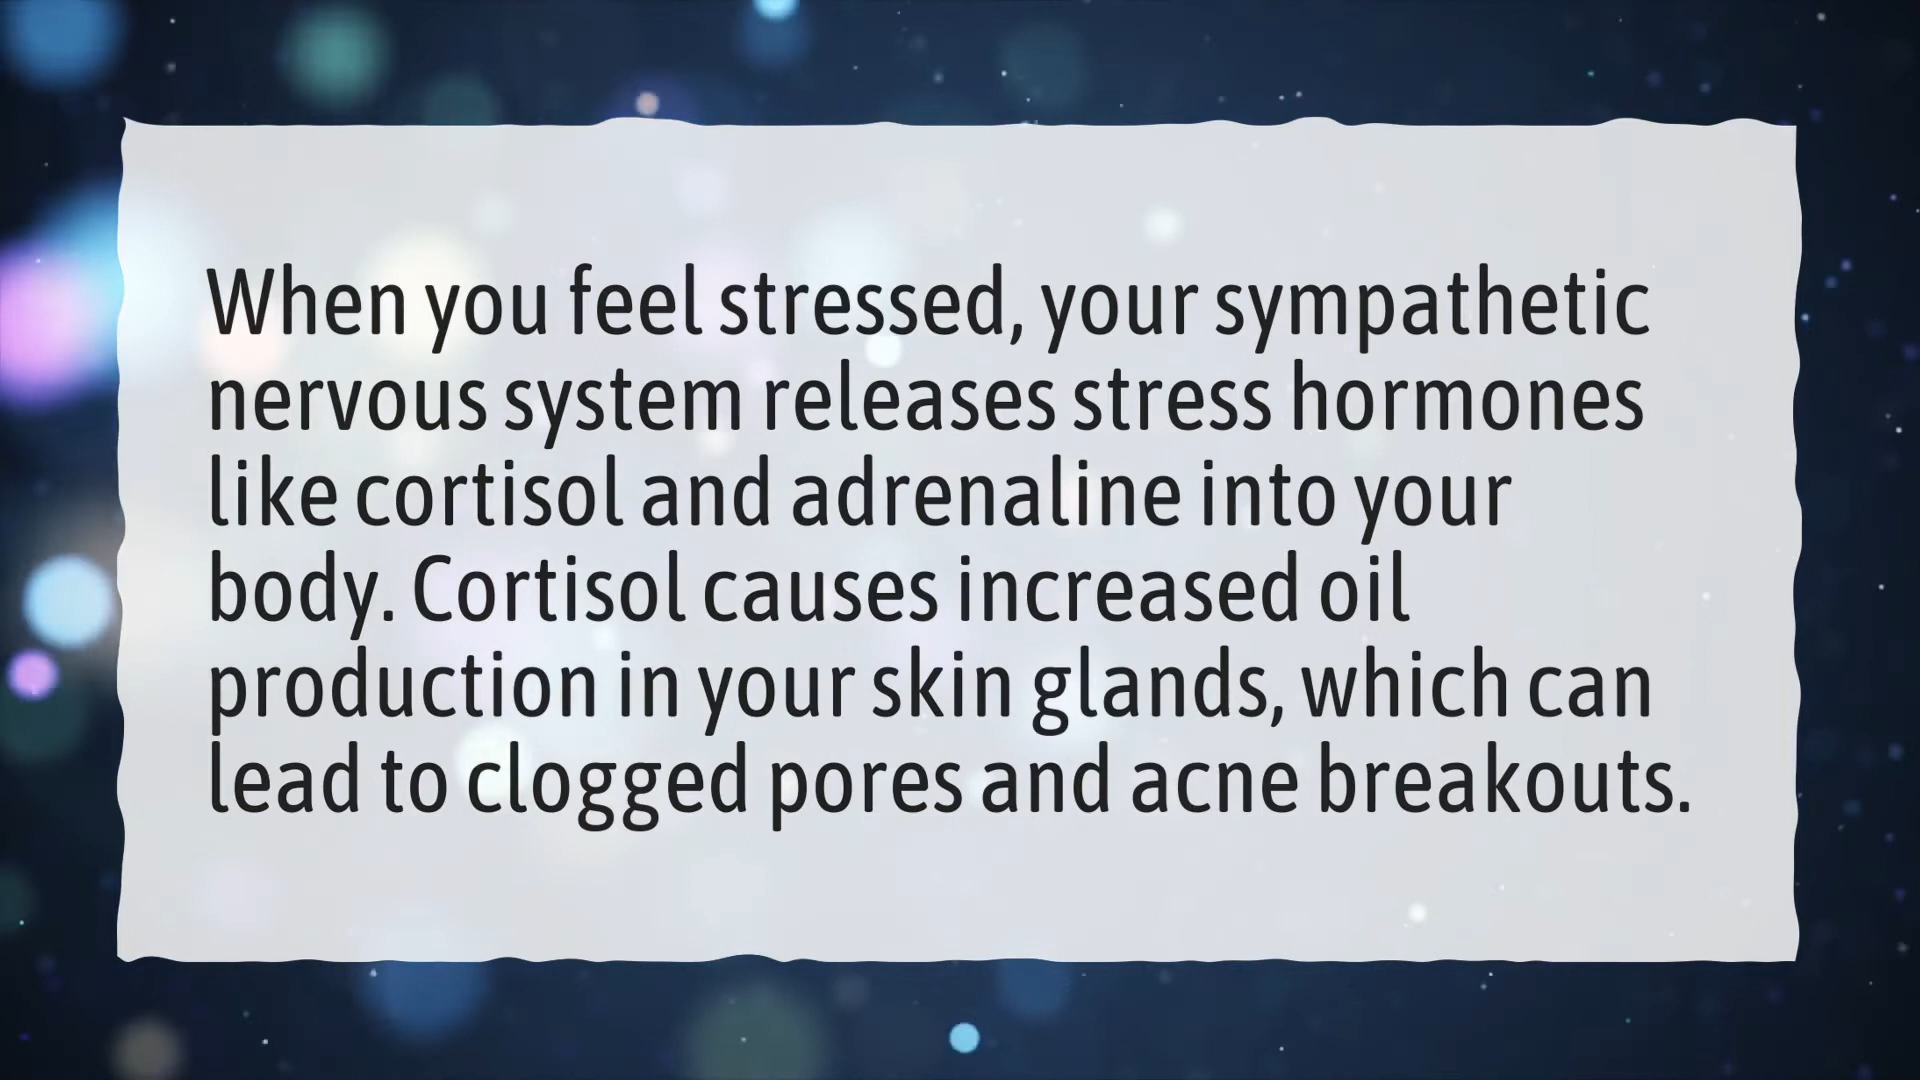 When you feel stressed, your sympathetic
nervous system releases stress hormones
like cortisol and adrenaline into your
body. Cortisol causes increased oil
production in your skin glands, which can
lead to clogged pores and acne breakouts.